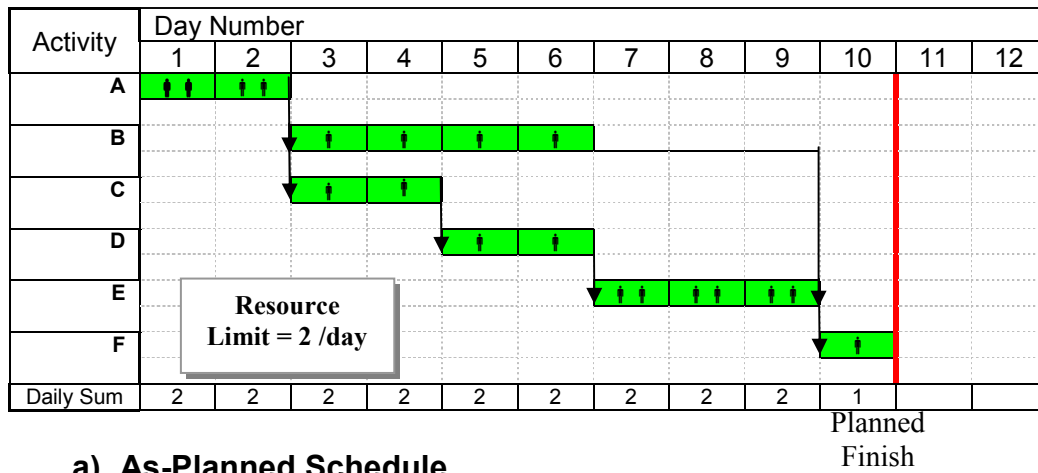 Activity
Day Number
1 2 3 4 5 6 7 8 9 10 11 12
A
B
C
D
E
F
Resource
Limit = 2 /day
Daily Sum 2 2 2 2 2 2 2 2 2 1
Planned
Finish
a) As-Planned Schedule